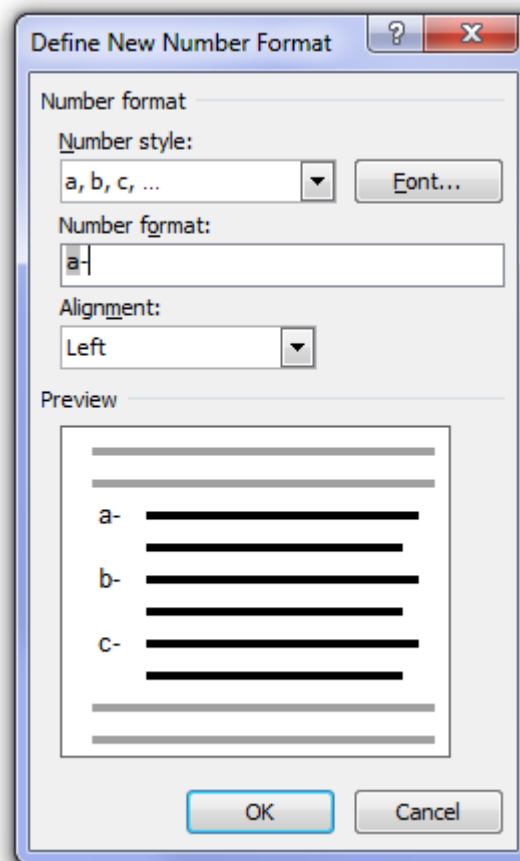 Define New Number Format
Number format
Number style:
a, b, c, ... Font...
Number format:
a-
Alignment:
Left
Preview
a-
b-
c-
OK Cancel